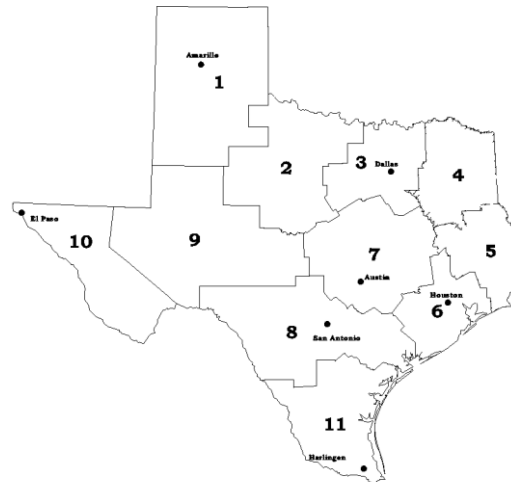 Amarillo
1
2
3
Dallas
4
El Paso
10
9
7
5
Austin
Houston
6
8
San Antonio
11
Harlingen